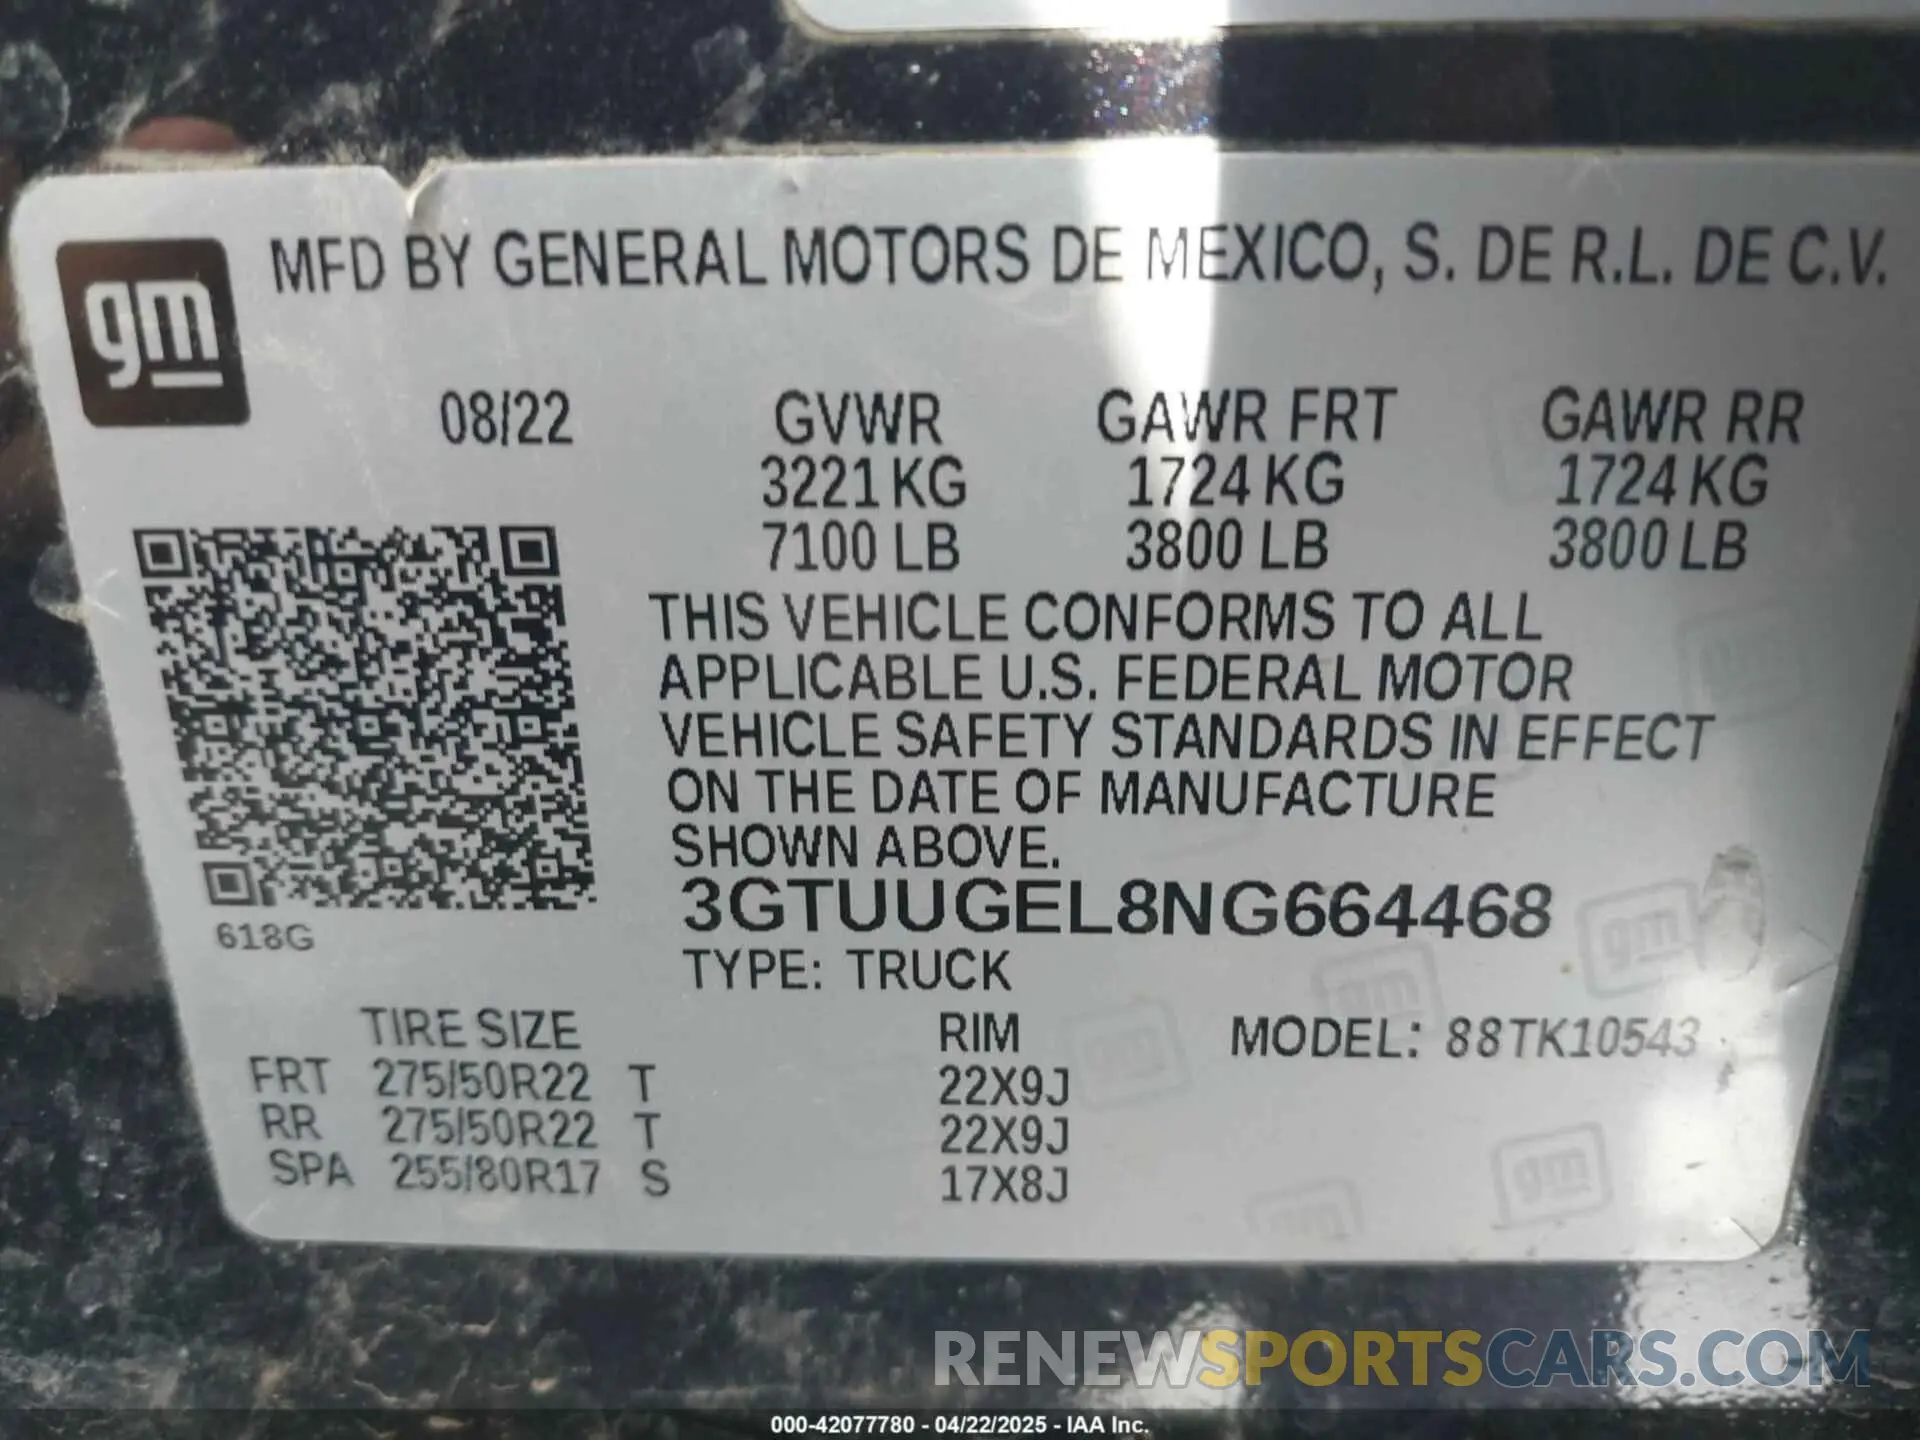 gm
MFD BY GENERAL MOTORS DE MEXICO, S. DE R.L. DE C.V.
08/22 GVWR GAWR FRT GAWR RR
3221 KG 1724 KG 1724 KG
7100 LB 3800 LB 3800 LB
THIS VEHICLE CONFORMS TO ALL
APPLICABLE U.S. FEDERAL MOTOR
VEHICLE SAFETY STANDARDS IN EFFECT
ON THE DATE OF MANUFACTURE
SHOWN ABOVE.
3GTUUGEL8NG664468
618G
TYPE: TRUCK
TIRE SIZE RIM MODEL: 88TK10543
FRT 275/50R22 T 22X9J
RR 275/50R22 T 22X9J
SPA 255/80R17 S 17X8J
RENEWSPORTSCARS.COM
000-42077780 - 04/22/2025 - IAA Inc.